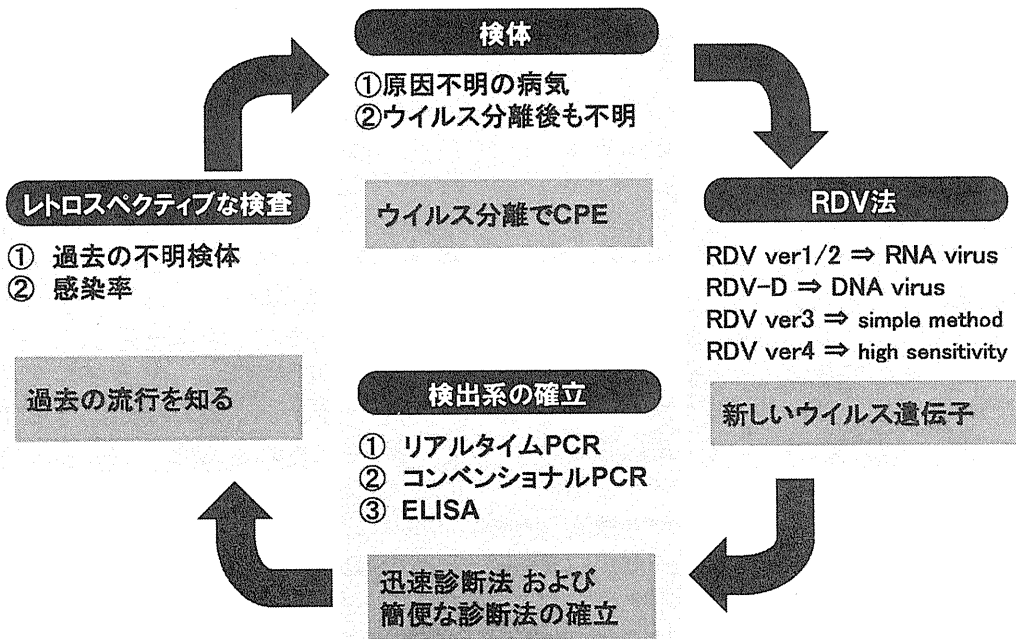 検体
①原因不明の病気
②ウイルス分離後も不明
ウイルス分離でCPE
RDV法
RDV ver1/2 ⇒ RNA virus
RDV-D ⇒ DNA virus
RDV ver3 ⇒ simple method
RDV ver4 ⇒ high sensitivity
新しいウイルス遺伝子
検出系の確立
① リアルタイムPCR
② コンベンショナルPCR
③ ELISA
迅速診断法 および
簡便な診断法の確立
レトロスペクティブな検査
① 過去の不明検体
② 感染率
過去の流行を知る